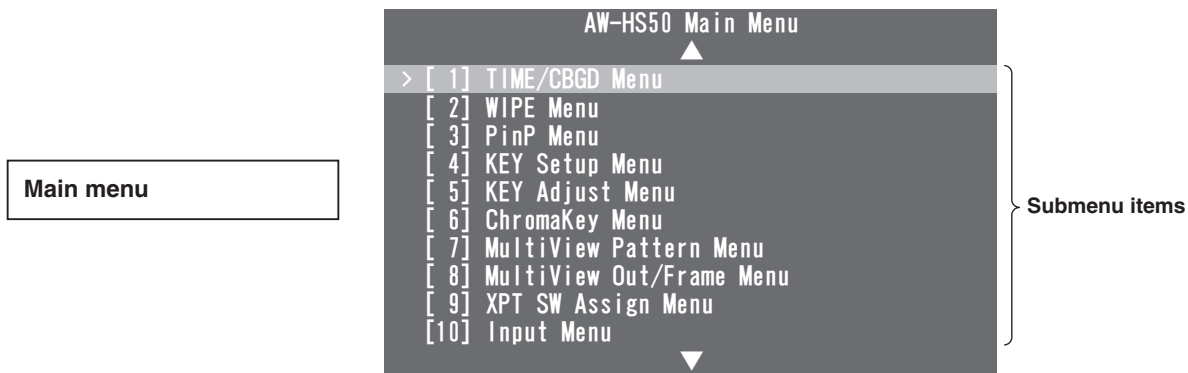 AW-HS50 Main Menu
> [ 1] TIME/CBGD Menu
[ 2] WIPE Menu
[ 3] PinP Menu
[ 4] KEY Setup Menu
[ 5] KEY Adjust Menu
[ 6] ChromaKey Menu
[ 7] MultiView Pattern Menu
[ 8] MultiView Out/Frame Menu
[ 9] XPT SW Assign Menu
[10] Input Menu
Main menu
Submenu items